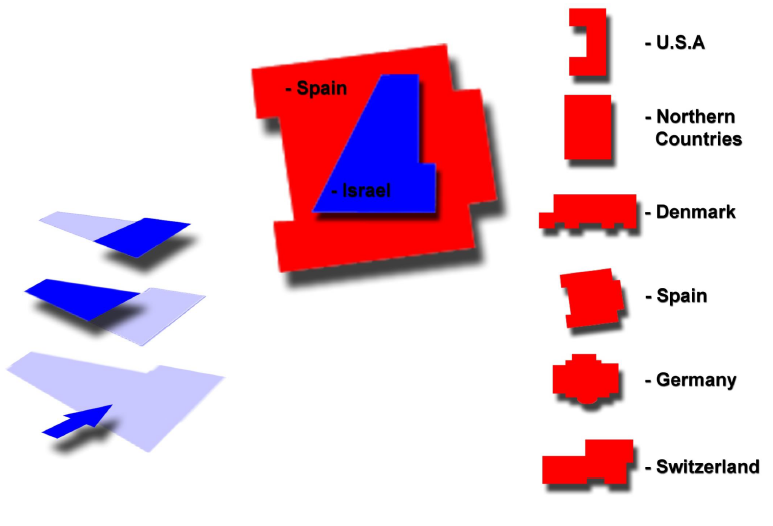 - Spain
- Israel
- U.S.A
- Northern
Countries
- Denmark
- Spain
- Germany
- Switzerland